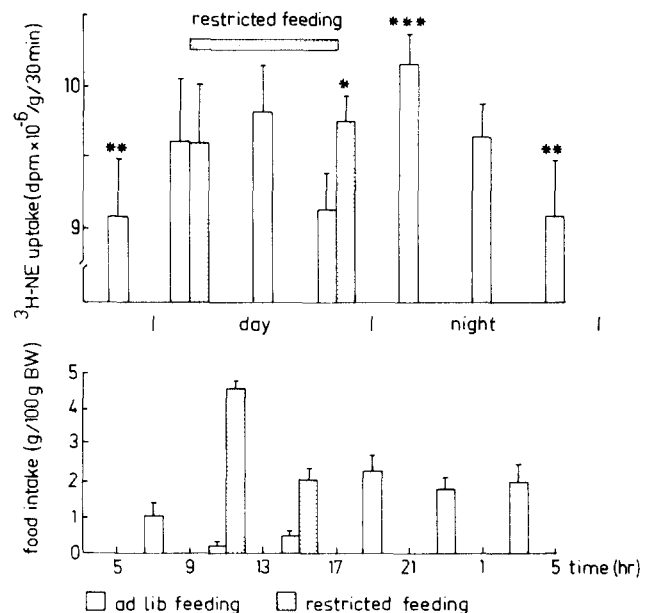 restricted feeding
³H-NE uptake (dpm × 10⁻⁶/g/30min)
10
9
**
*
***
**
day
night
food intake (g/100g BW)
5
4
3
2
1
0
5 9 13 17 21 1 5 time (hr)
ad lib feeding
restricted feeding